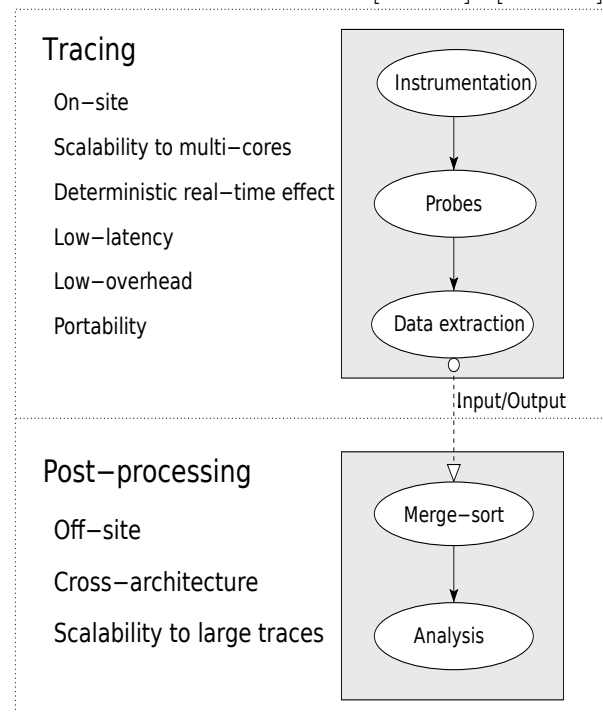 Tracing
On−site
Scalability to multi−cores
Deterministic real−time effect
Low−latency
Low−overhead
Portability
Instrumentation
Probes
Data extraction
Input/Output
Post−processing
Off−site
Cross−architecture
Scalability to large traces
Merge−sort
Analysis